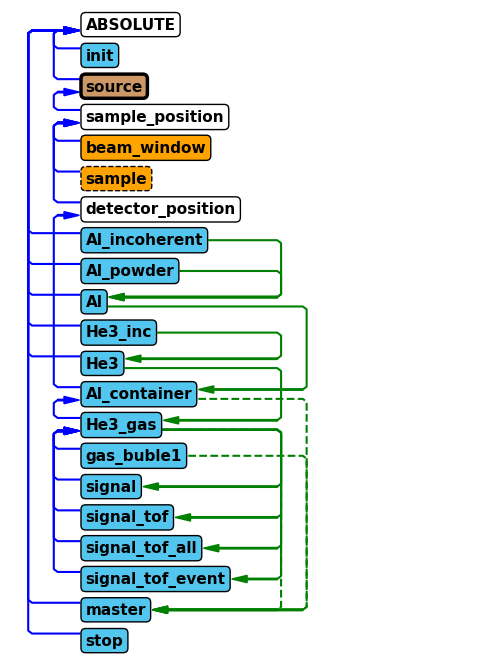 ABSOLUTE
init
source
sample_position
beam_window
sample
detector_position
Al_incoherent
Al_powder
Al
He3_inc
He3
Al_container
He3_gas
gas_buble1
signal
signal_tof
signal_tof_all
signal_tof_event
master
stop